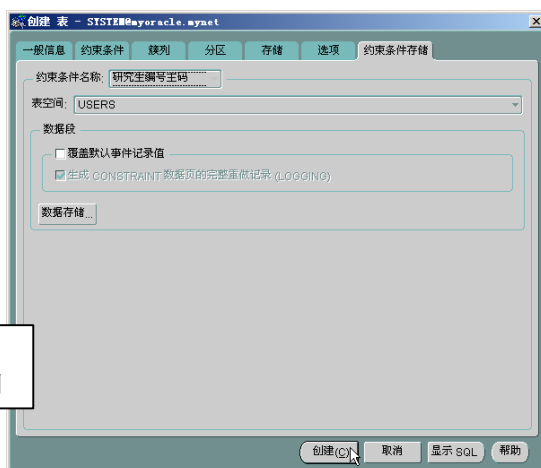 创建 表 - SYSTEM@myoracle.mynet
一般信息 约束条件 簇列 分区 存储 选项 约束条件存储
约束条件名称: 研究生编号主码
表空间: USERS
数据段
覆盖默认事件记录值
生成 CONSTRAINT 数据页的完整重做记录 (LOGGING)
数据存储...
创建(C) 取消 显示 SQL 帮助